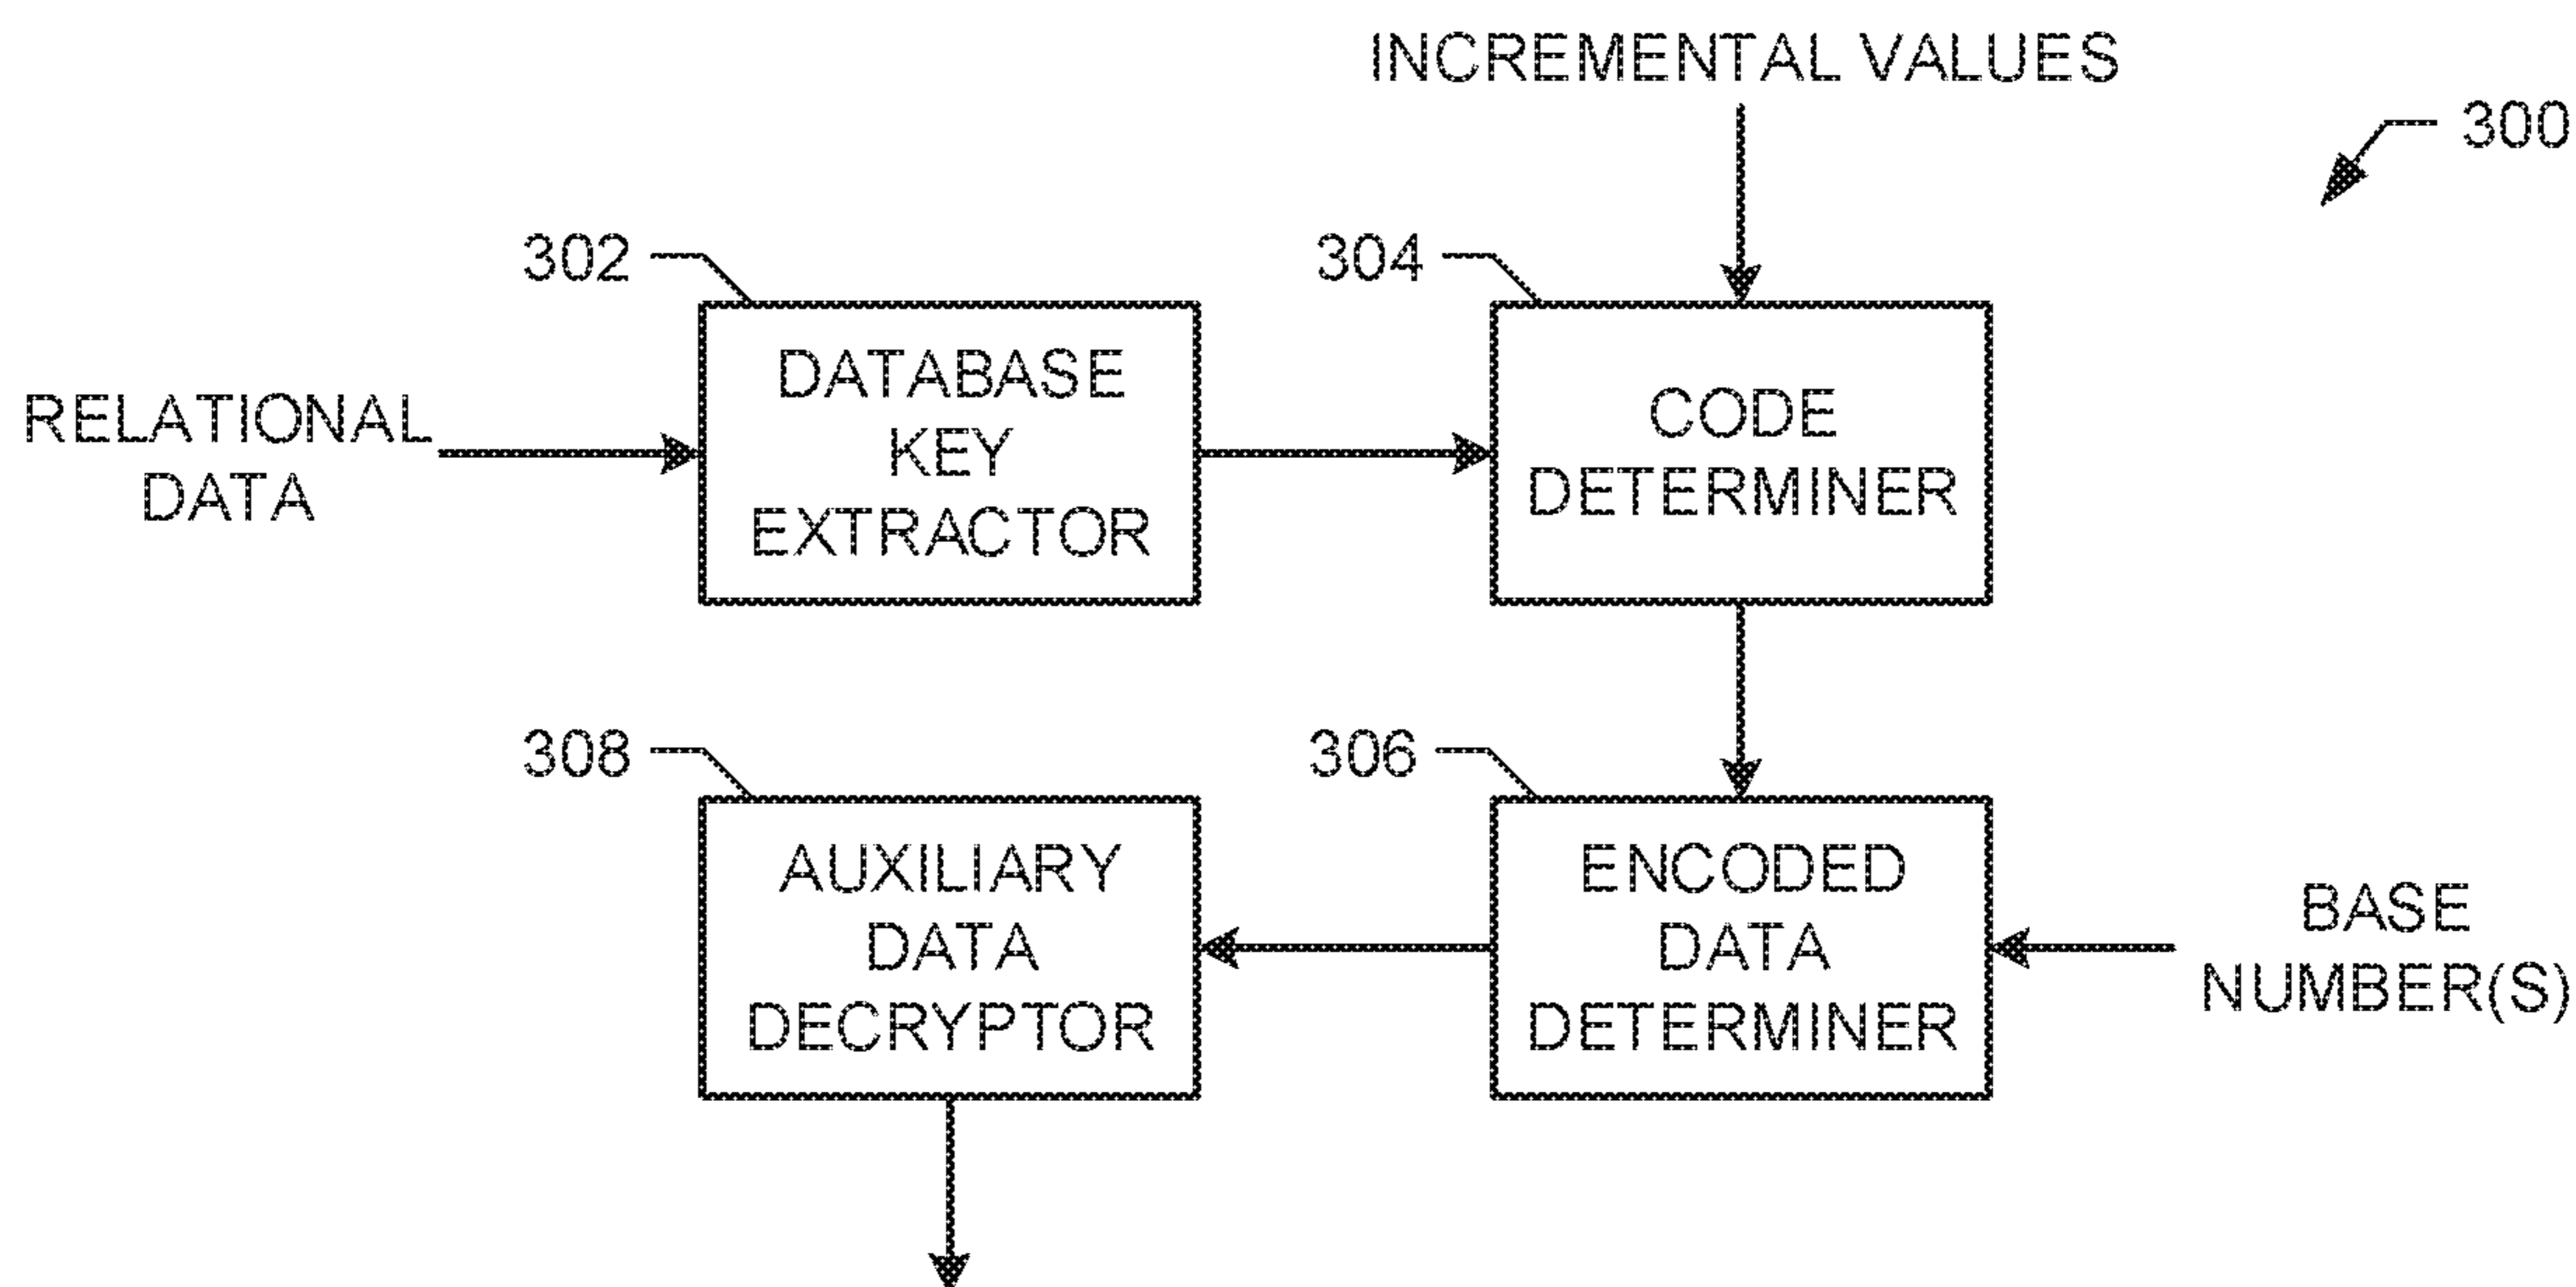 INCREMENTAL VALUES
300
302
304
RELATIONAL
DATA
DATABASE
KEY
EXTRACTOR
CODE
DETERMINER
308
306
AUXILIARY
DATA
DECRYPTOR
ENCODED
DATA
DETERMINER
BASE
NUMBER(S)